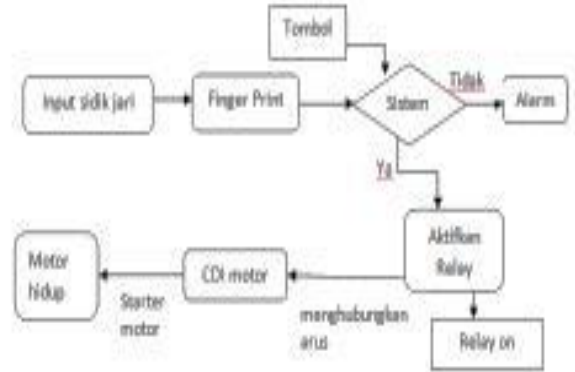 Tombol
Input sidik jari
Finger Print
Sistem
Tidak
Alarm
Ya
Aktifkan
Relay
Motor
hidup
CDI motor
Starter
motor
menghubungkan
arus
Relay on